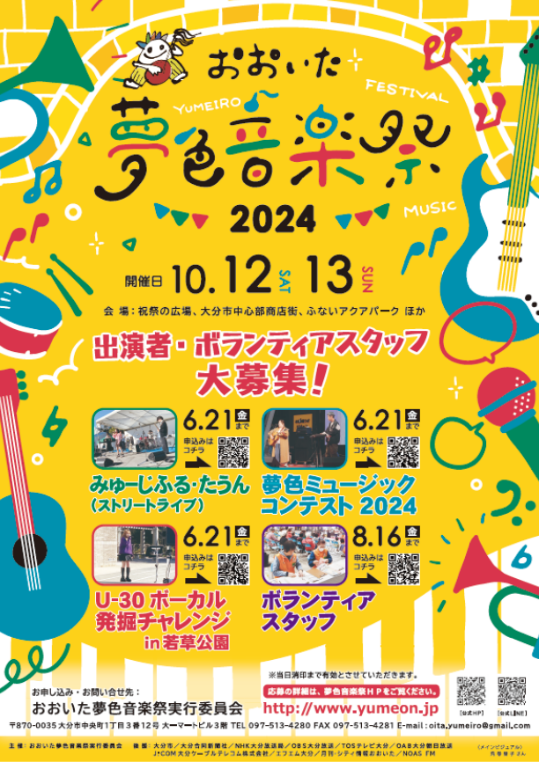 おおいた
YUMEIRO
FESTIVAL
夢色音楽祭
MUSIC
2024
開催日 10.12 SAT 13 SUN
会 場：祝祭の広場、大分市中心部商店街、ふないアクアパーク ほか
出演者・ボランティアスタッフ
大募集！
6.21金まで
申込みはコチラ
みゅーじふる・たうん
（ストリートライブ）
6.21金まで
申込みはコチラ
夢色ミュージック
コンテスト 2024
6.21金まで
申込みはコチラ
U-30 ボーカル
発掘チャレンジ
in 若草公園
8.16金まで
申込みはコチラ
ボランティア
スタッフ
※当日消印まで有効とさせていただきます。
お申し込み・お問い合せ先：
おおいた夢色音楽祭実行委員会
応募の詳細は、夢色音楽祭ＨＰをご覧ください。
http://www.yumeon.jp
【公式HP】
【公式LINE】
〒870-0035 大分市中央町1丁目3番12号 大一マートビル3階 TEL 097-513-4280 FAX 097-513-4281 E-mail：oita.yumeiro@gmail.com
主 催：おおいた夢色音楽祭実行委員会 後 援：大分市／大分合同新聞社／NHK大分放送局／OBS大分放送／TOSテレビ大分／OAB大分朝日放送
J:COM大分ケーブルテレコム株式会社／エフエム大分／月刊・シティ情報おおいた／NOAS FM
（メインビジュアル）